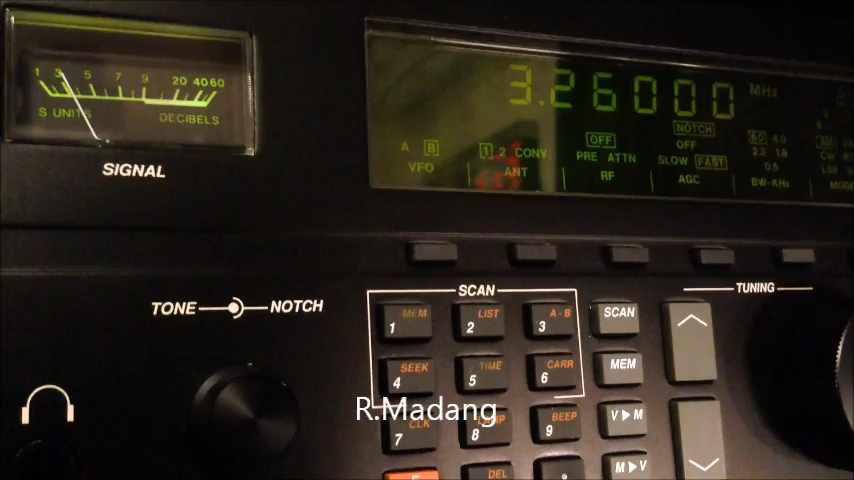 1 3 5 7 9 20 40 60
S UNITS DECIBELS
SIGNAL
3.26000 MHz
A B
VFO
1 2 CONV
ANT
OFF
PRE ATTN
RF
NOTCH
OFF
SLOW FAST
AGC
6.0 4.0
2.3 1.8
0.5
BW-KHz
AM
CW
MODE
TONE NOTCH
SCAN
TUNING
1 MEM
2 LIST
3 A-B
SCAN
4 SEEK
5 TIME
6 CARR
MEM
R.Madang
7 CLK
8
9 BEEP
V▶M
DEL
M▶V